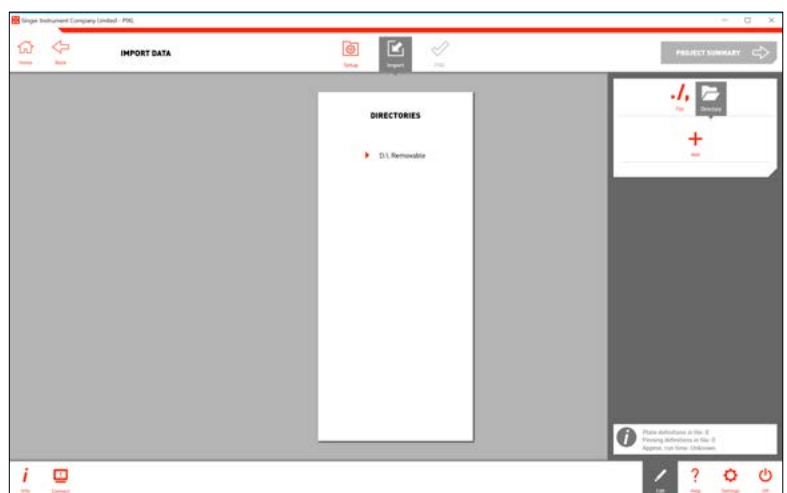 Singer Instrument Company Limited - PIXL
Home
Back
IMPORT DATA
Setup
Import
PIXL
PROJECT SUMMARY
DIRECTORIES
D:\ Removable
./,
File
Directory
Add
Plate definitions in file: 0
Pinning definitions in file: 0
Approx. run time: Unknown
Info
Connect
Edit
Help
Settings
Off